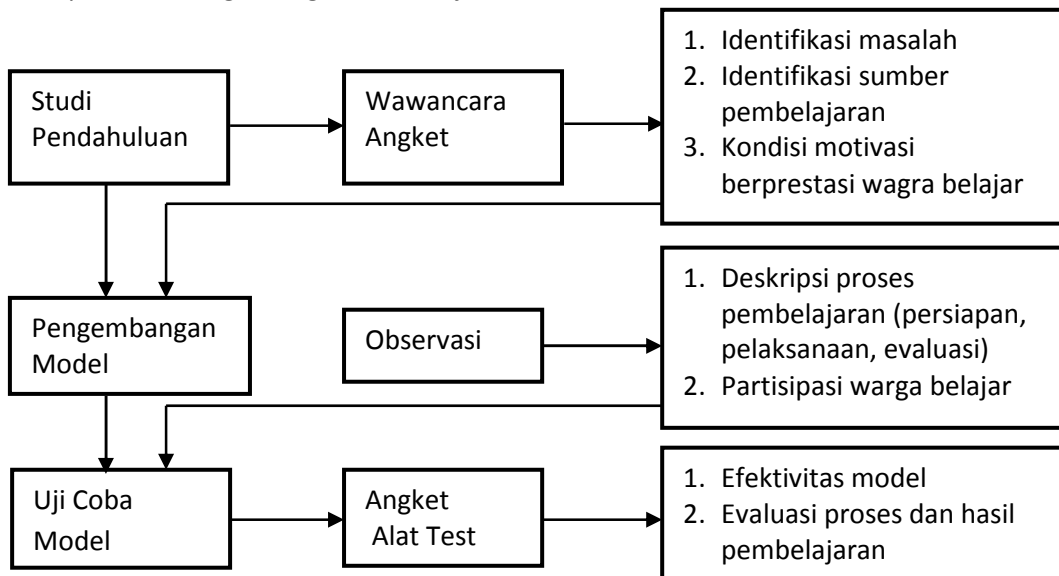 Studi
Pendahuluan
Wawancara
Angket
1. Identifikasi masalah
2. Identifikasi sumber
pembelajaran
3. Kondisi motivasi
berprestasi wagra belajar
Pengembangan
Model
Observasi
1. Deskripsi proses
pembelajaran (persiapan,
pelaksanaan, evaluasi)
2. Partisipasi warga belajar
Uji Coba
Model
Angket
Alat Test
1. Efektivitas model
2. Evaluasi proses dan hasil
pembelajaran